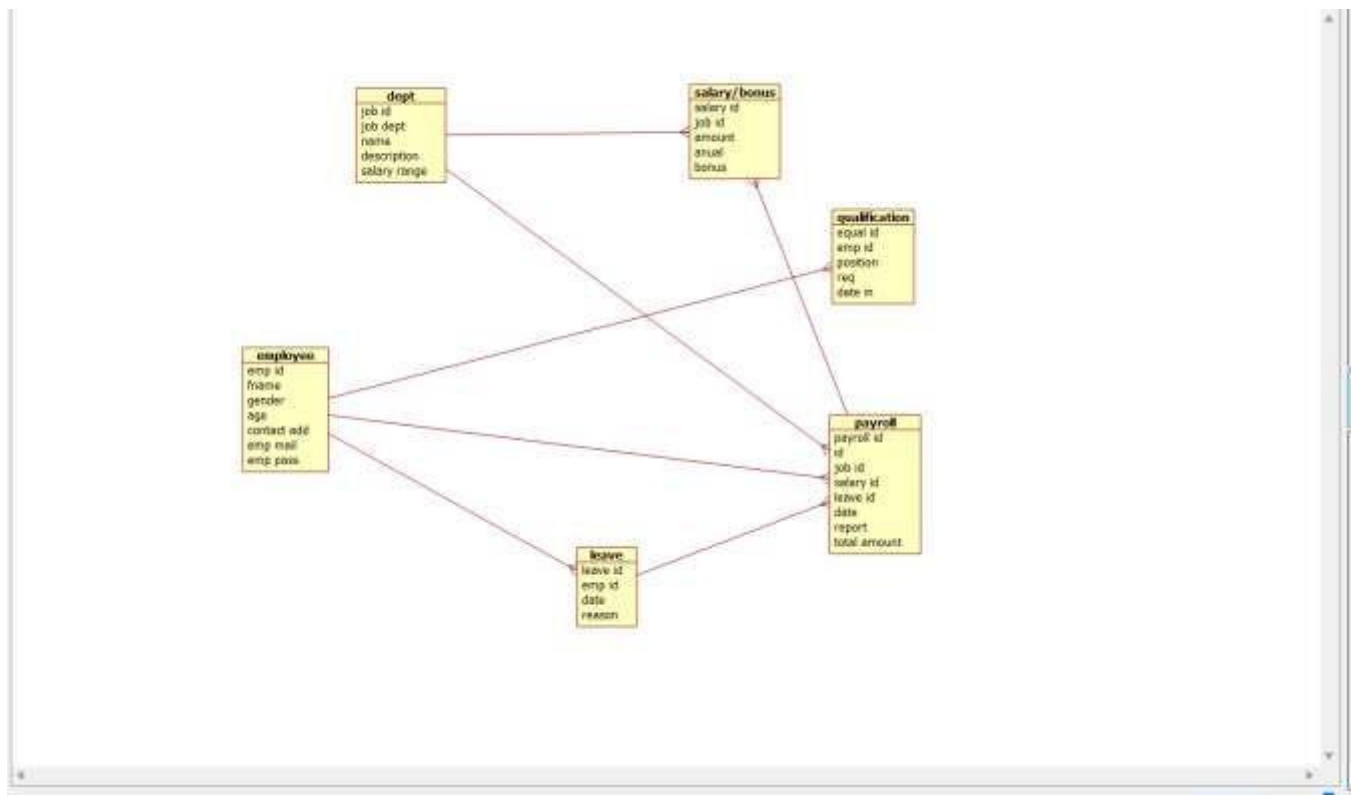 dept
job id
job dept
name
description
salary range
salary/bonus
salary id
job id
amount
anual
bonus
qualification
equal id
emp id
position
req
date in
employee
emp id
fname
gender
age
contact add
emp mail
emp pass
payroll
payroll id
id
job id
salary id
leave id
date
report
total amount
leave
leave id
emp id
date
reason